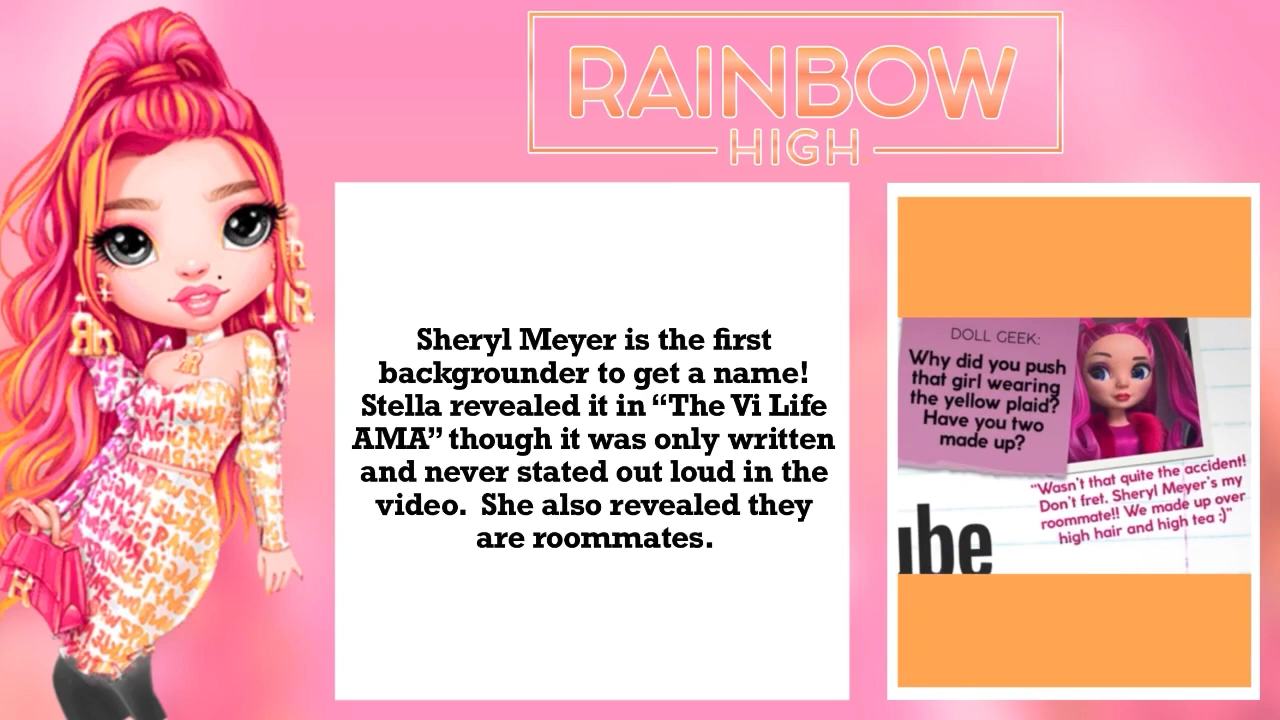 RAINBOW
HIGH
Sheryl Meyer is the first
backgrounder to get a name!
Stella revealed it in “The Vi Life
AMA” though it was only written
and never stated out loud in the
video.  She also revealed they
are roommates.
DOLL GEEK:
Why did you push
that girl wearing
the yellow plaid?
Have you two
made up?
"Wasn't that quite the accident!
Don't fret. Sheryl Meyer's my
roommate!! We made up over
high hair and high tea :)"
ube